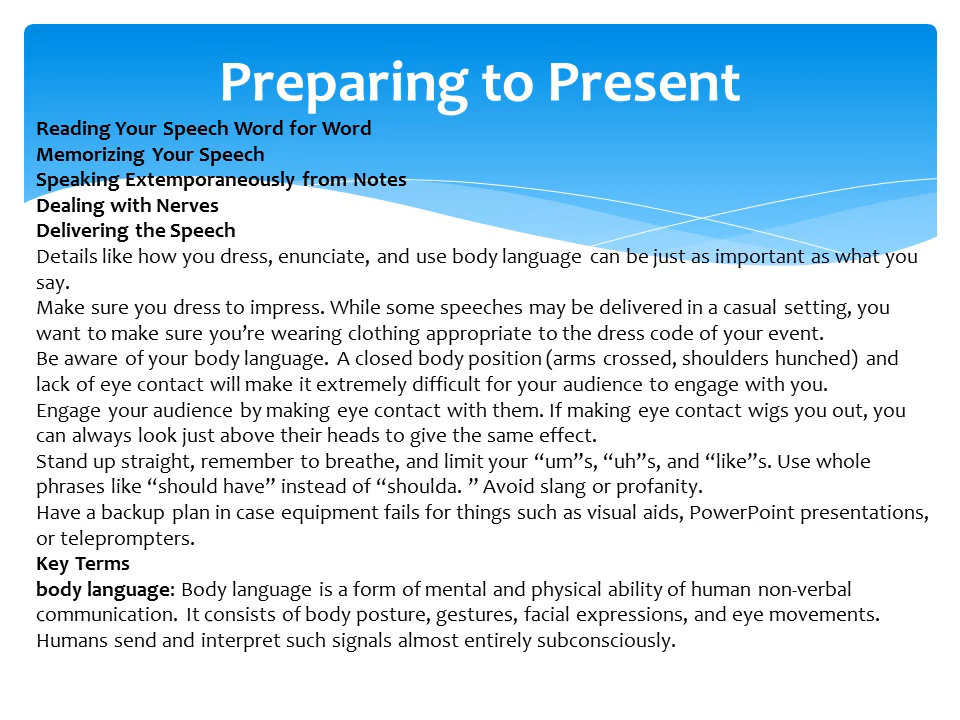 Preparing to Present
Reading Your Speech Word for Word
Memorizing Your Speech
Speaking Extemporaneously from Notes
Dealing with Nerves
Delivering the Speech
Details like how you dress, enunciate, and use body language can be just as important as what you
say.
Make sure you dress to impress. While some speeches may be delivered in a casual setting, you
want to make sure you’re wearing clothing appropriate to the dress code of your event.
Be aware of your body language. A closed body position (arms crossed, shoulders hunched) and
lack of eye contact will make it extremely difficult for your audience to engage with you.
Engage your audience by making eye contact with them. If making eye contact wigs you out, you
can always look just above their heads to give the same effect.
Stand up straight, remember to breathe, and limit your “um”s, “uh”s, and “like”s. Use whole
phrases like “should have” instead of “shoulda. ” Avoid slang or profanity.
Have a backup plan in case equipment fails for things such as visual aids, PowerPoint presentations,
or teleprompters.
Key Terms
body language: Body language is a form of mental and physical ability of human non-verbal
communication. It consists of body posture, gestures, facial expressions, and eye movements.
Humans send and interpret such signals almost entirely subconsciously.